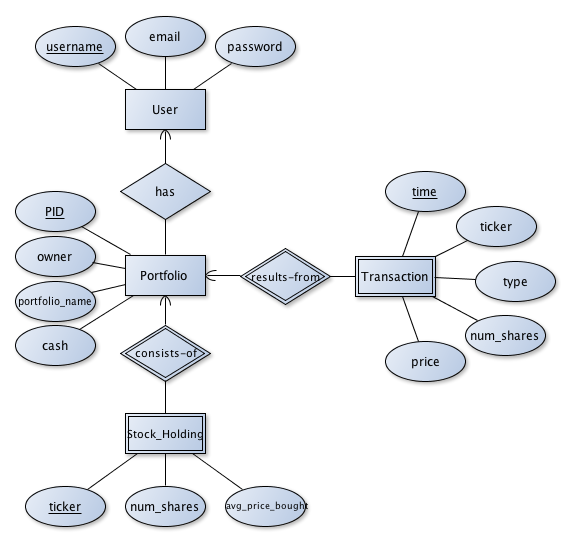 username
email
password
User
has
PID
owner
portfolio_name
cash
Portfolio
results-from
Transaction
time
ticker
type
num_shares
price
consists-of
Stock_Holding
ticker
num_shares
avg_price_bought